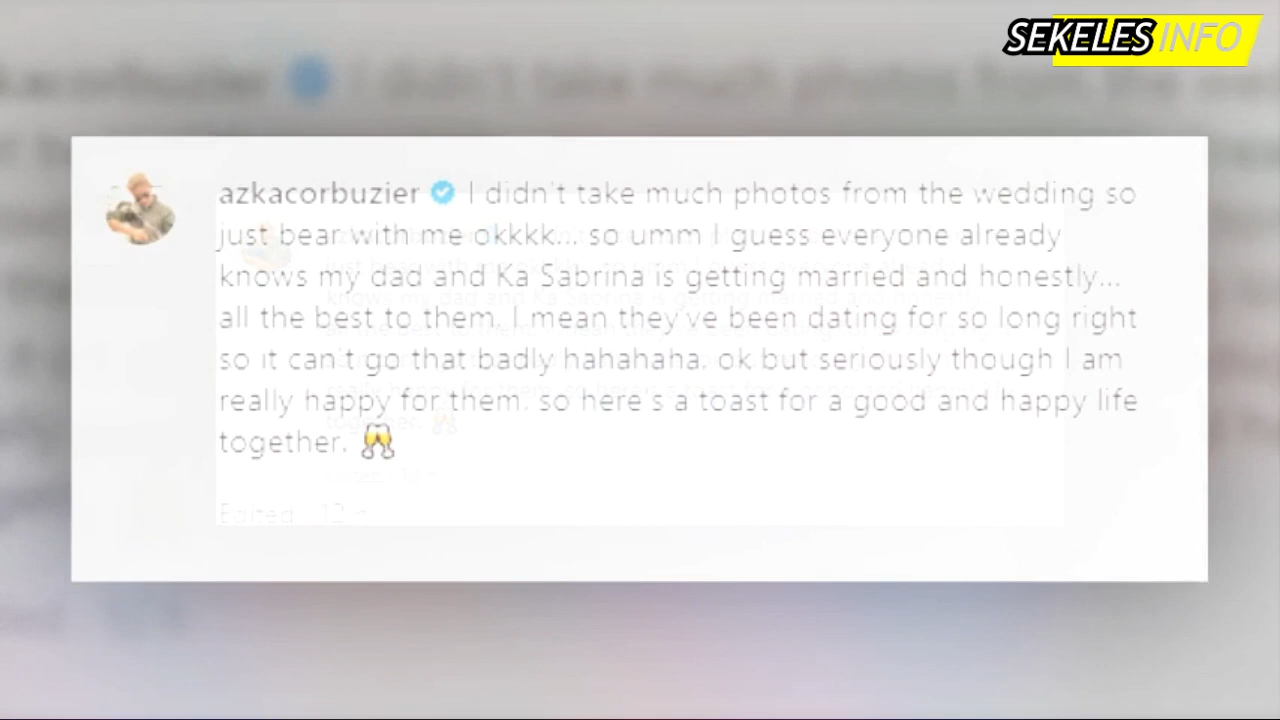 SEKELES INFO
azkacorbuzier I didn't take much photos from the wedding so
just bear with me okkkk... so umm I guess everyone already
knows my dad and Ka Sabrina is getting married and honestly...
all the best to them. I mean they've been dating for so long right
so it can't go that badly hahahaha. ok but seriously though I am
really happy for them. so here's a toast for a good and happy life
together. 🥂
Edited